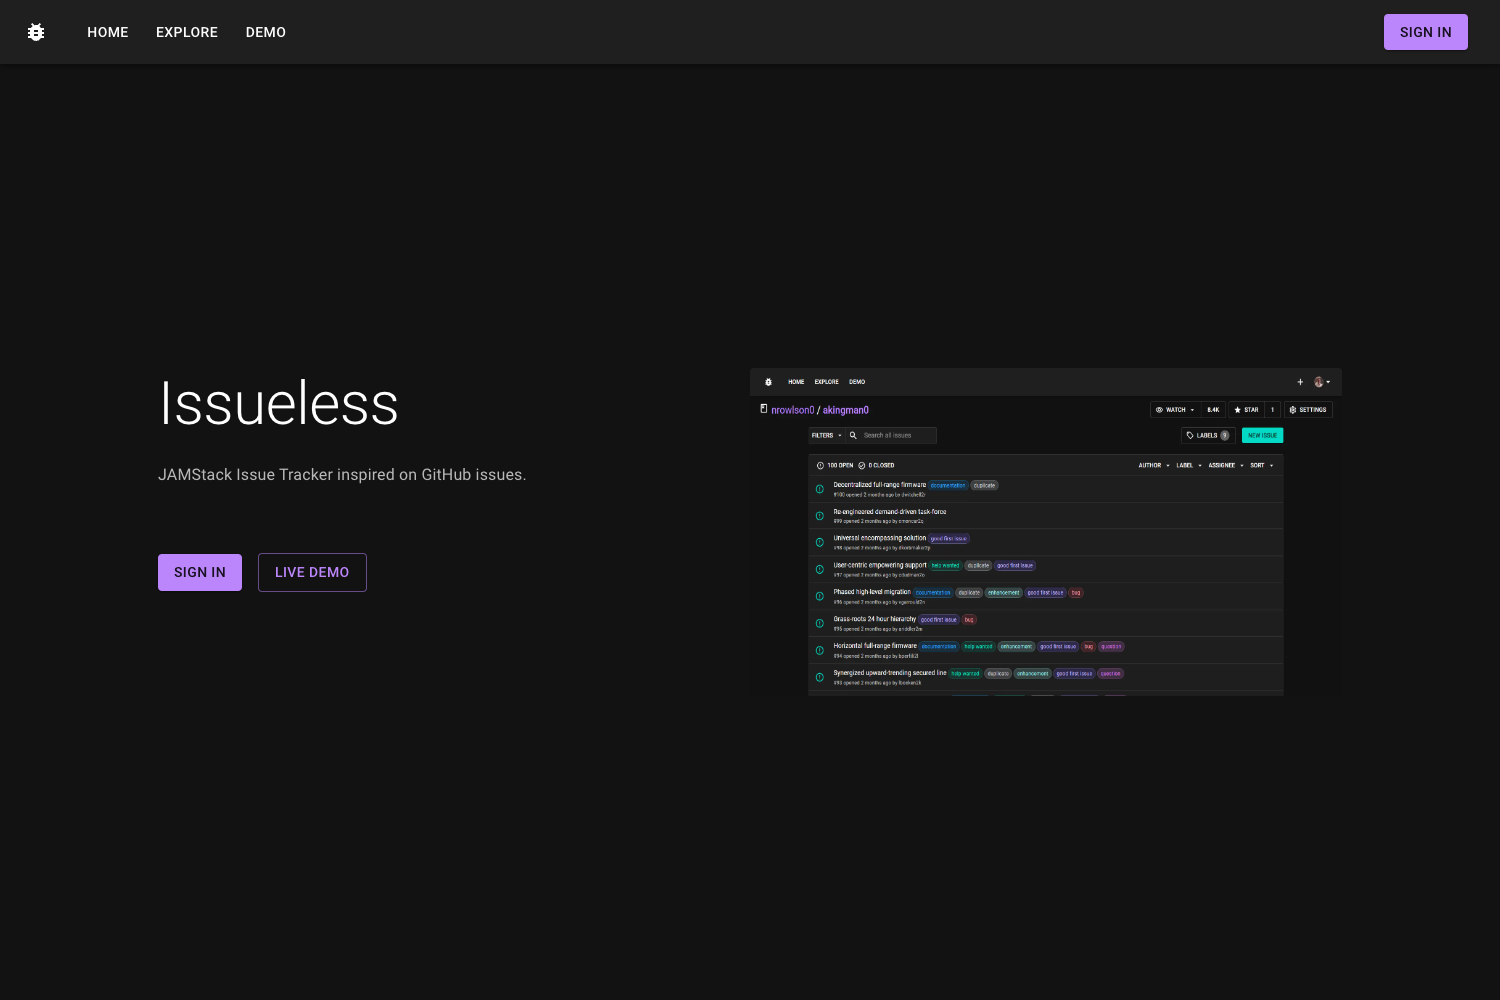 HOME EXPLORE DEMO SIGN IN
Issueless
JAMStack Issue Tracker inspired on GitHub issues.
SIGN IN LIVE DEMO
HOME EXPLORE DEMO
nrowlson0 / akingman0 WATCH 8.4K STAR 1 SETTINGS
FILTERS Search all issues LABELS 9 NEW ISSUE
100 OPEN 0 CLOSED AUTHOR LABEL ASSIGNEE SORT
Decentralized full-range firmware documentation duplicate
#100 opened 2 months ago by
Re-engineered demand-driven task-force
#99 opened 2 months ago by
Universal encompassing solution good first issue
#98 opened 2 months ago by
User-centric empowering support help wanted duplicate good first issue
#97 opened 2 months ago by
Phased high-level migration documentation duplicate enhancement good first issue bug
#96 opened 2 months ago by
Grass-roots 24 hour hierarchy good first issue bug
#95 opened 2 months ago by
Horizontal full-range firmware documentation help wanted enhancement good first issue bug question
#94 opened 2 months ago by
Synergized upward-trending secured line help wanted duplicate enhancement good first issue question
#93 opened 2 months ago by